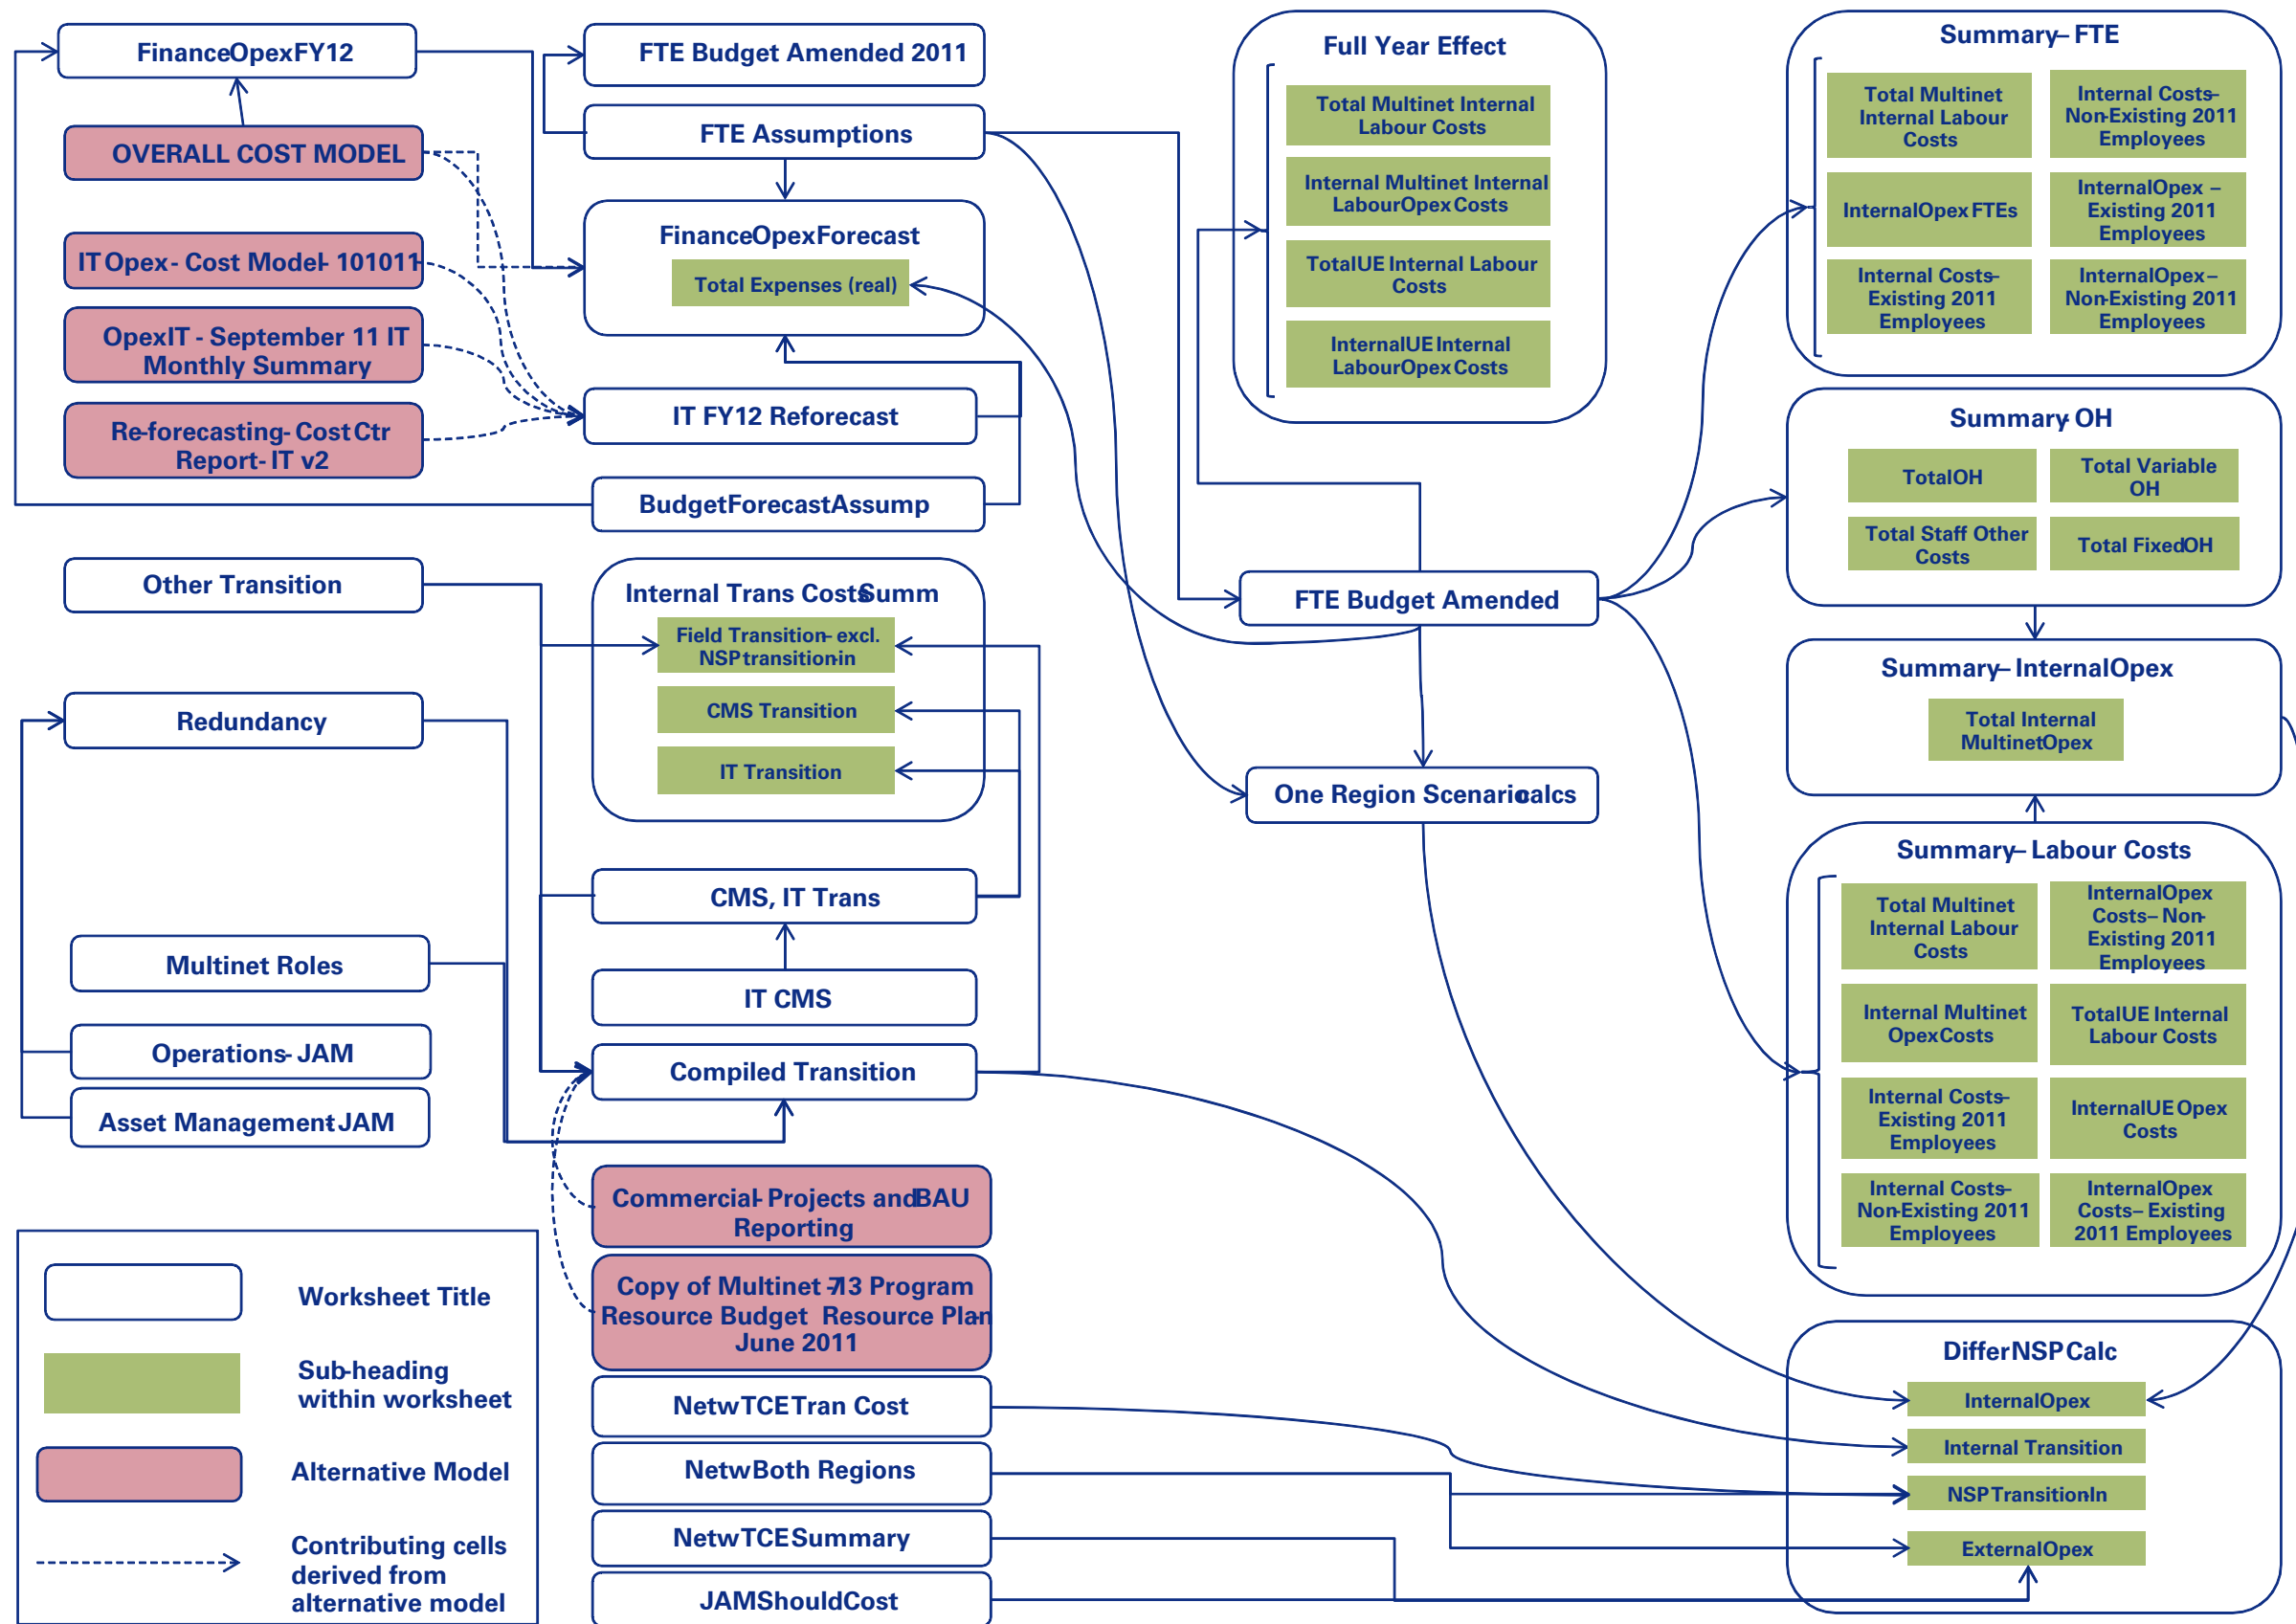 FinanceOpexFY12
OVERALL COST MODEL
IT Opex - Cost Model- 101011
OpexIT - September 11 IT
Monthly Summary
Re-forecasting- Cost Ctr
Report- IT v2
FTE Budget Amended 2011
FTE Assumptions
FinanceOpexForecast
Total Expenses (real)
IT FY12 Reforecast
BudgetForecastAssump
Other Transition
Redundancy
Multinet Roles
Operations- JAM
Asset Management-JAM
Internal Trans Costs Summ
Field Transition– excl.
NSP transition-in
CMS Transition
IT Transition
CMS, IT Trans
IT CMS
Compiled Transition
Commercial- Projects and BAU
Reporting
Copy of Multinet -713 Program
Resource Budget Resource Plan-
June 2011
NetwTCETran Cost
NetwBoth Regions
NetwTCESummary
JAMShouldCost
Full Year Effect
Total Multinet Internal
Labour Costs
Internal Multinet Internal
LabourOpex Costs
TotalUE Internal Labour
Costs
InternalUE Internal
LabourOpex Costs
FTE Budget Amended
One Region Scenario calcs
Summary– FTE
Total Multinet
Internal Labour
Costs
Internal Costs–
Non-Existing 2011
Employees
InternalOpex FTEs
InternalOpex –
Existing 2011
Employees
Internal Costs–
Existing 2011
Employees
InternalOpex –
Non-Existing 2011
Employees
Summary- OH
TotalOH
Total Variable
OH
Total Staff Other
Costs
Total FixedOH
Summary– InternalOpex
Total Internal
MultinetOpex
Summary– Labour Costs
Total Multinet
Internal Labour
Costs
InternalOpex
Costs– Non-
Existing 2011
Employees
Internal Multinet
OpexCosts
TotalUE Internal
Labour Costs
Internal Costs–
Existing 2011
Employees
InternalUE Opex
Costs
Internal Costs–
Non-Existing 2011
Employees
InternalOpex
Costs– Existing
2011 Employees
DifferNSPCalc
InternalOpex
Internal Transition
NSPTransition-In
ExternalOpex
Worksheet Title
Sub-heading
within worksheet
Alternative Model
Contributing cells
derived from
alternative model